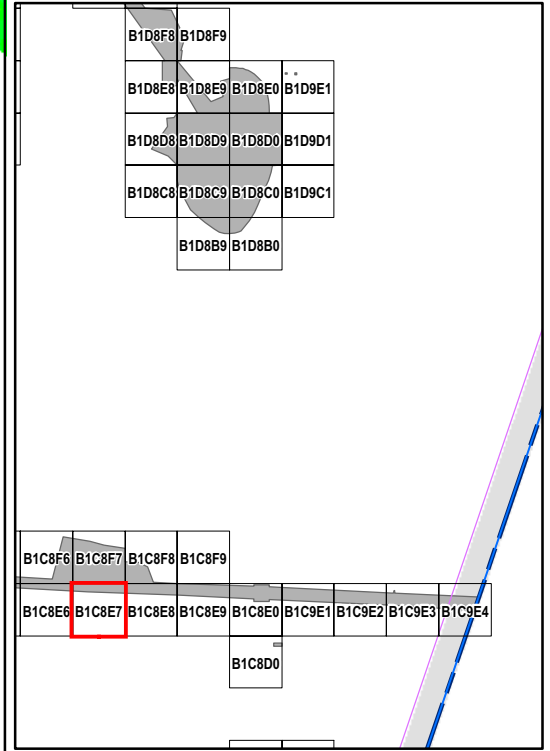 B1D8F8 B1D8F9
B1D8E8 B1D8E9 B1D8E0 B1D9E1
B1D8D8 B1D8D9 B1D8D0 B1D9D1
B1D8C8 B1D8C9 B1D8C0 B1D9C1
B1D8B9 B1D8B0
B1C8F6 B1C8F7 B1C8F8 B1C8F9
B1C8E6 B1C8E7 B1C8E8 B1C8E9 B1C8E0 B1C9E1 B1C9E2 B1C9E3 B1C9E4
B1C8D0